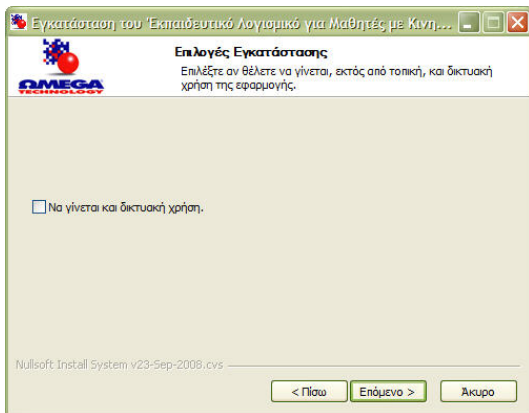 Εγκατάσταση του 'Εκπαιδευτικό Λογισμικό για Μαθητές με Κινη...
Επιλογές Εγκατάστασης
Επιλέξτε αν θέλετε να γίνεται, εκτός από τοπική, και δικτυακή
χρήση της εφαρμογής.
ΩMEGA
TECHNOLOGY
Να γίνεται και δικτυακή χρήση.
Nullsoft Install System v23-Sep-2008.cvs
< Πίσω Επόμενο > Άκυρο